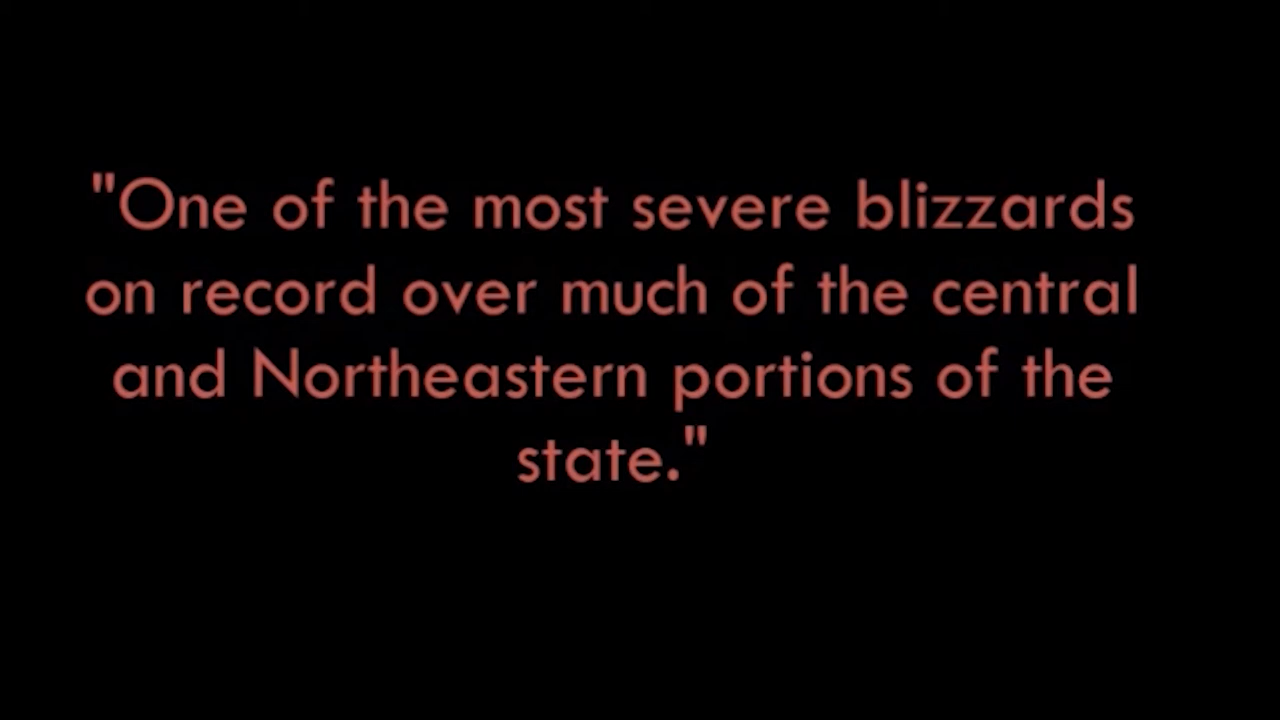 "One of the most severe blizzards
on record over much of the central
and Northeastern portions of the
state."